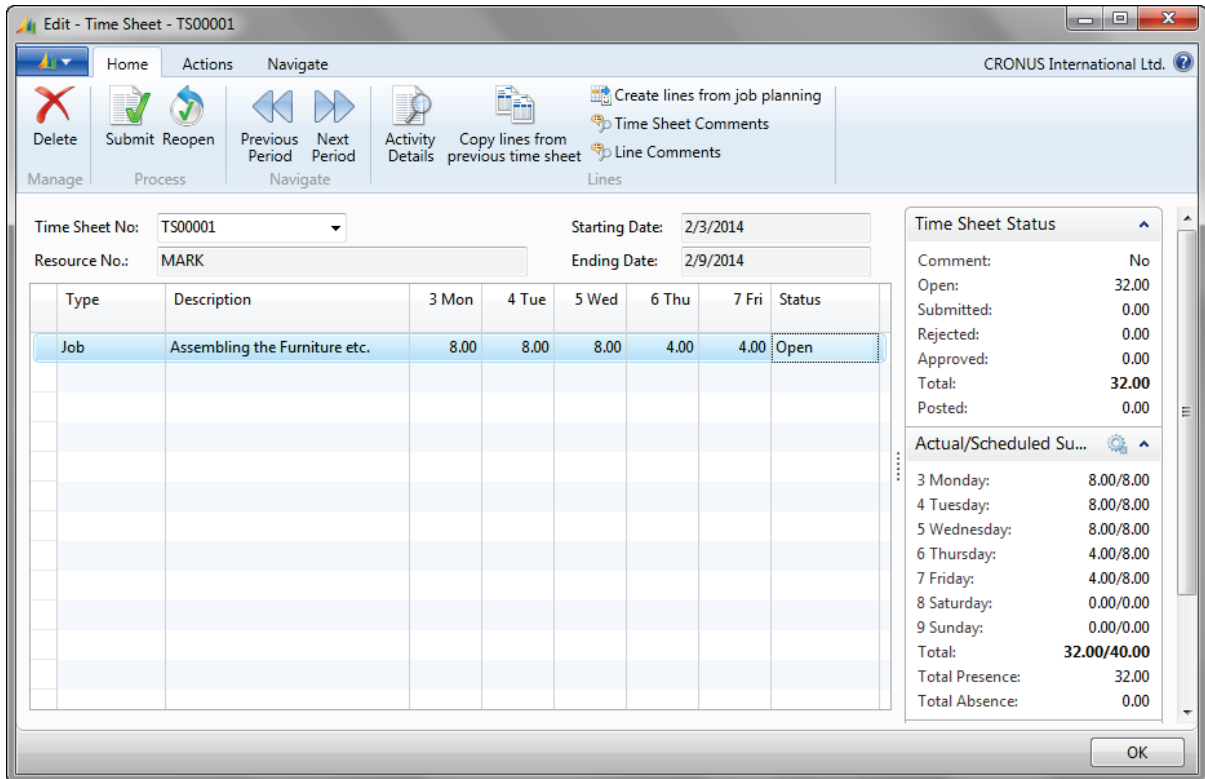 Edit - Time Sheet - TS00001
Home Actions Navigate CRONUS International Ltd.
Delete Submit Reopen Previous Period Next Period Activity Details Copy lines from previous time sheet
Create lines from job planning
Time Sheet Comments
Line Comments
Manage Process Navigate Lines
Time Sheet No: TS00001 Starting Date: 2/3/2014
Resource No.: MARK Ending Date: 2/9/2014
Type Description 3 Mon 4 Tue 5 Wed 6 Thu 7 Fri Status
Job Assembling the Furniture etc. 8.00 8.00 8.00 4.00 4.00 Open
Time Sheet Status
Comment: No
Open: 32.00
Submitted: 0.00
Rejected: 0.00
Approved: 0.00
Total: 32.00
Posted: 0.00
Actual/Scheduled Su...
3 Monday: 8.00/8.00
4 Tuesday: 8.00/8.00
5 Wednesday: 8.00/8.00
6 Thursday: 4.00/8.00
7 Friday: 4.00/8.00
8 Saturday: 0.00/0.00
9 Sunday: 0.00/0.00
Total: 32.00/40.00
Total Presence: 32.00
Total Absence: 0.00
OK